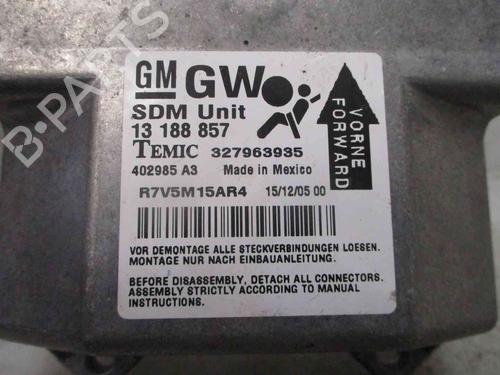 GM GW
SDM Unit
13 188 857
TEMIC 327963935
402985 A3 Made in Mexico
R7V5M15AR4 15/12/05 00
VORNE
FORWARD
VOR DEMONTAGE ALLE STECKVERBINDUNGEN LOESEN.
MONTAGE NUR NACH EINBAUANLEITUNG.
BEFORE DISASSEMBLY, DETACH ALL CONNECTORS.
ASSEMBLY STRICTLY ACCORDING TO MANUAL
INSTRUCTIONS.
B-PARTS